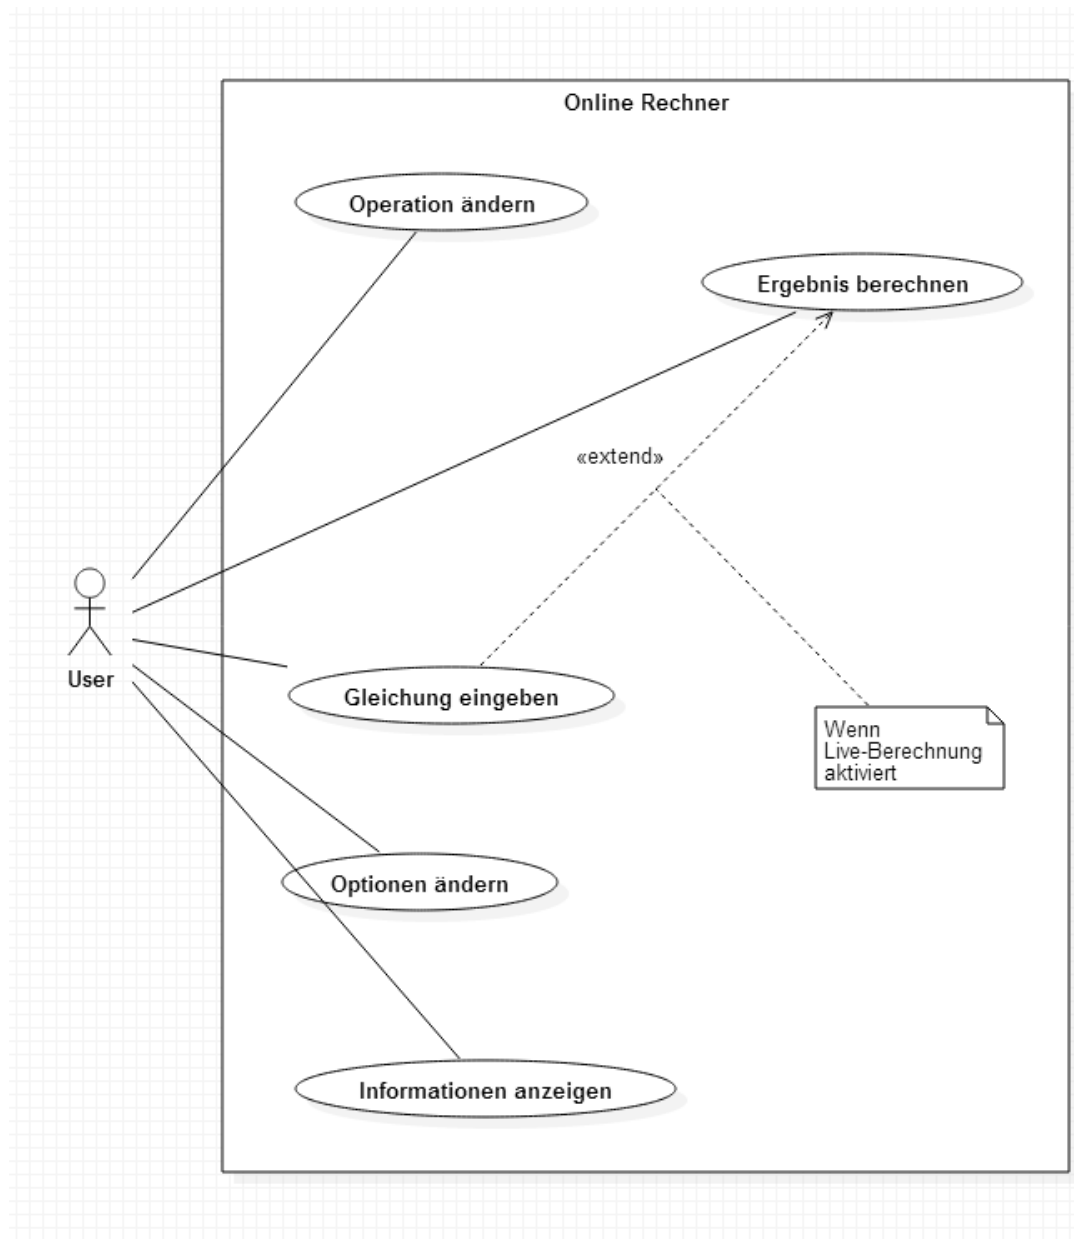 Online Rechner
Operation ändern
Ergebnis berechnen
«extend»
User
Gleichung eingeben
Wenn
Live-Berechnung
aktiviert
Optionen ändern
Informationen anzeigen